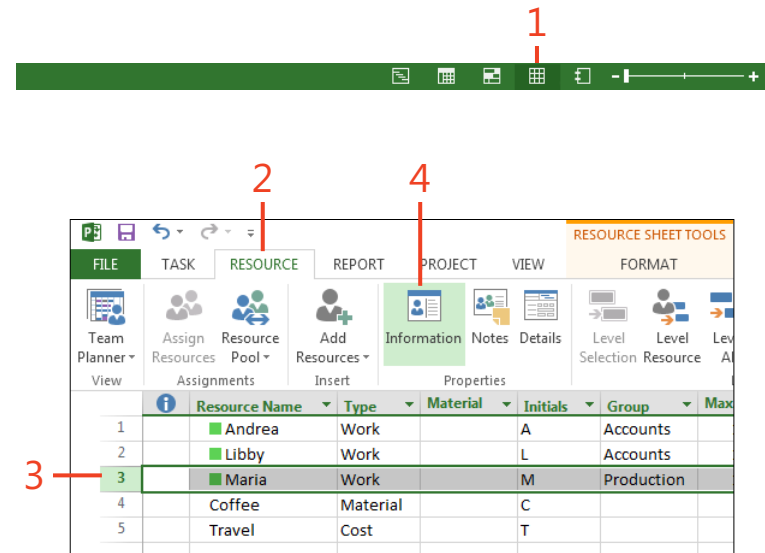 1
2
4
RESOURCE SHEET TOOLS
FILE TASK RESOURCE REPORT PROJECT VIEW FORMAT
Team Assign Resource Add Information Notes Details Level Level Lev
Planner Resources Pool Resources Selection Resource A
View Assignments Insert Properties
Resource Name Type Material Initials Group Max
1 Andrea Work A Accounts
2 Libby Work L Accounts
3
3 Maria Work M Production
4 Coffee Material C
5 Travel Cost T